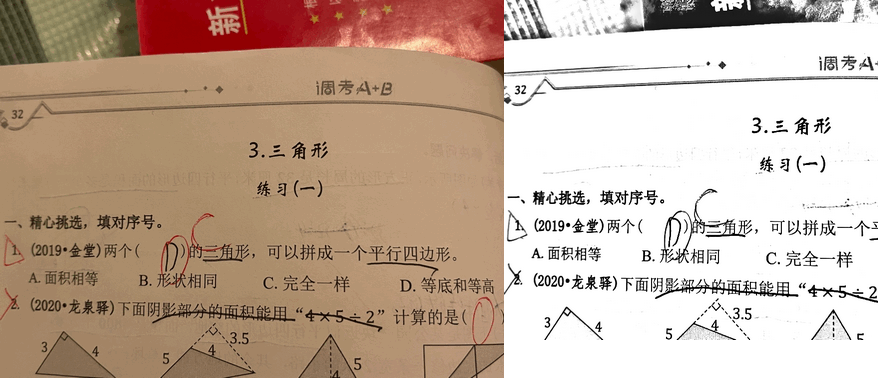 新
调考A+B
32
3.三角形
练习(一)
一、精心挑选，填对序号。
1. (2019•金堂)两个( D )的三角形，可以拼成一个平行四边形。 C
A. 面积相等 B. 形状相同 C. 完全一样 D. 等底和等高
2. (2020•龙泉驿)下面阴影部分的面积能用“4×5÷2”计算的是( )
3 4 5 3.5 4 5 4 5
调考A+
32
3.三角形
练习(一)
一、精心挑选，填对序号。
1. (2019•金堂)两个( D )的三角形，可以拼成一个 C
A. 面积相等 B. 形状相同 C. 完全一样
2. (2020•龙泉驿)下面阴影部分的面积能用“4×5÷2
3 4 5 3.5 4 5